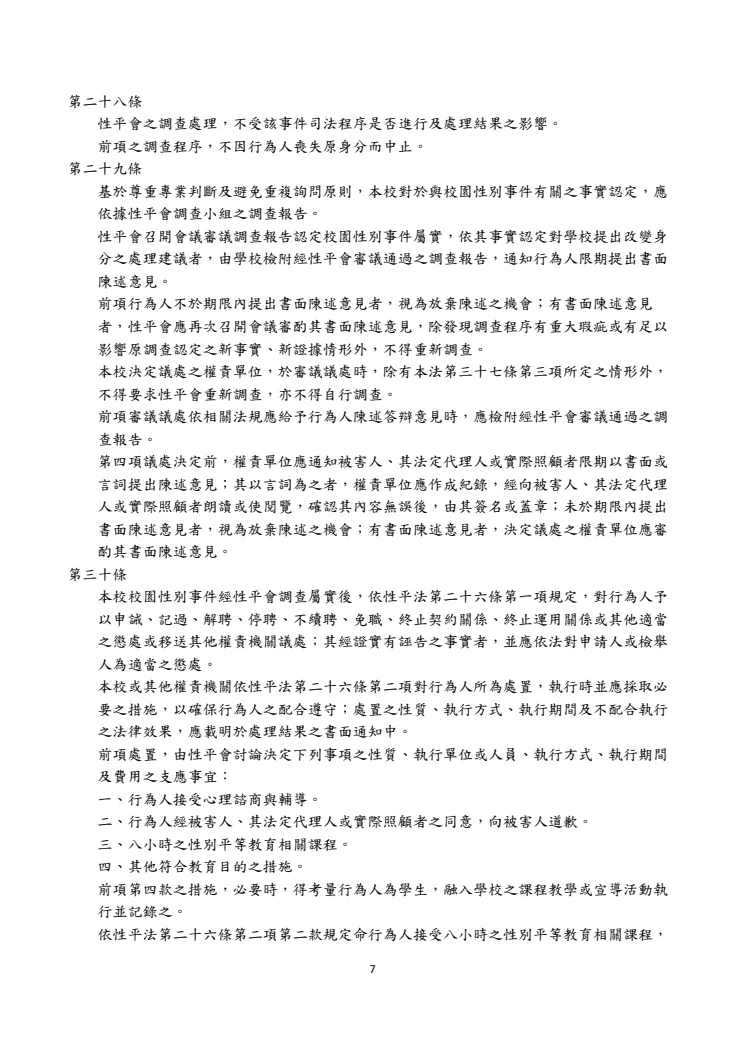 第二十八條
性平會之調查處理，不受該事件司法程序是否進行及處理結果之影響。
前項之調查程序，不因行為人喪失原身分而中止。
第二十九條
基於尊重專業判斷及避免重複詢問原則，本校對於與校園性別事件有關之事實認定，應
依據性平會調查小組之調查報告。
性平會召開會議審議調查報告認定校園性別事件屬實，依其事實認定對學校提出改變身
分之處理建議者，由學校檢附經性平會審議通過之調查報告，通知行為人限期提出書面
陳述意見。
前項行為人不於期限內提出書面陳述意見者，視為放棄陳述之機會；有書面陳述意見
者，性平會應再次召開會議審酌其書面陳述意見，除發現調查程序有重大瑕疵或有足以
影響原調查認定之新事實、新證據情形外，不得重新調查。
本校決定議處之權責單位，於審議議處時，除有本法第三十七條第三項所定之情形外，
不得要求性平會重新調查，亦不得自行調查。
前項審議議處依相關法規應給予行為人陳述答辯意見時，應檢附經性平會審議通過之調
查報告。
第四項議處決定前，權責單位應通知被害人、其法定代理人或實際照顧者限期以書面或
言詞提出陳述意見；其以言詞為之者，權責單位應作成紀錄，經向被害人、其法定代理
人或實際照顧者朗讀或使閱覽，確認其內容無誤後，由其簽名或蓋章；未於期限內提出
書面陳述意見者，視為放棄陳述之機會；有書面陳述意見者，決定議處之權責單位應審
酌其書面陳述意見。
第三十條
本校校園性別事件經性平會調查屬實後，依性平法第二十六條第一項規定，對行為人予
以申誡、記過、解聘、停聘、不續聘、免職、終止契約關係、終止運用關係或其他適當
之懲處或移送其他權責機關議處；其經證實有誣告之事實者，並應依法對申請人或檢舉
人為適當之懲處。
本校或其他權責機關依性平法第二十六條第二項對行為人所為處置，執行時並應採取必
要之措施，以確保行為人之配合遵守；處置之性質、執行方式、執行期間及不配合執行
之法律效果，應載明於處理結果之書面通知中。
前項處置，由性平會討論決定下列事項之性質、執行單位或人員、執行方式、執行期間
及費用之支應事宜：
一、行為人接受心理諮商與輔導。
二、行為人經被害人、其法定代理人或實際照顧者之同意，向被害人道歉。
三、八小時之性別平等教育相關課程。
四、其他符合教育目的之措施。
前項第四款之措施，必要時，得考量行為人為學生，融入學校之課程教學或宣導活動執
行並記錄之。
依性平法第二十六條第二項第二款規定命行為人接受八小時之性別平等教育相關課程，
7